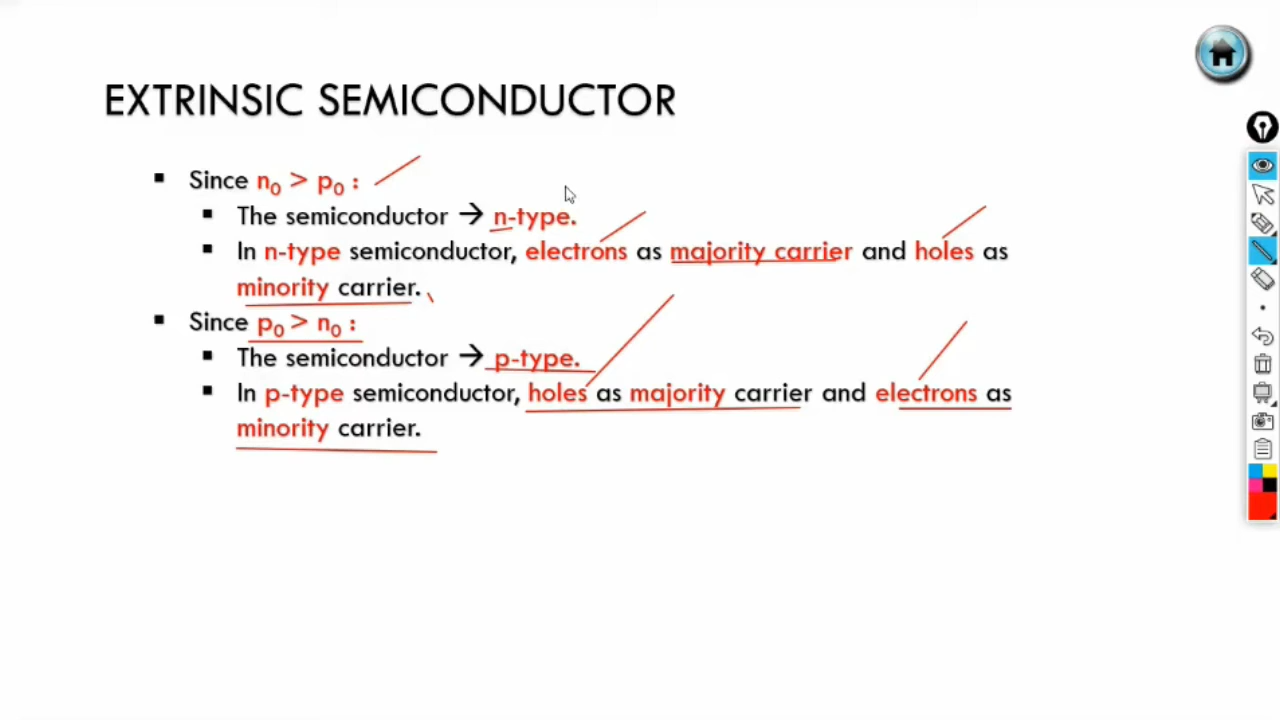 EXTRINSIC SEMICONDUCTOR
▪ Since n₀ > p₀ :
▪ The semiconductor → n-type.
▪ In n-type semiconductor, electrons as majority carrier and holes as
minority carrier.
▪ Since p₀ > n₀ :
▪ The semiconductor → p-type.
▪ In p-type semiconductor, holes as majority carrier and electrons as
minority carrier.